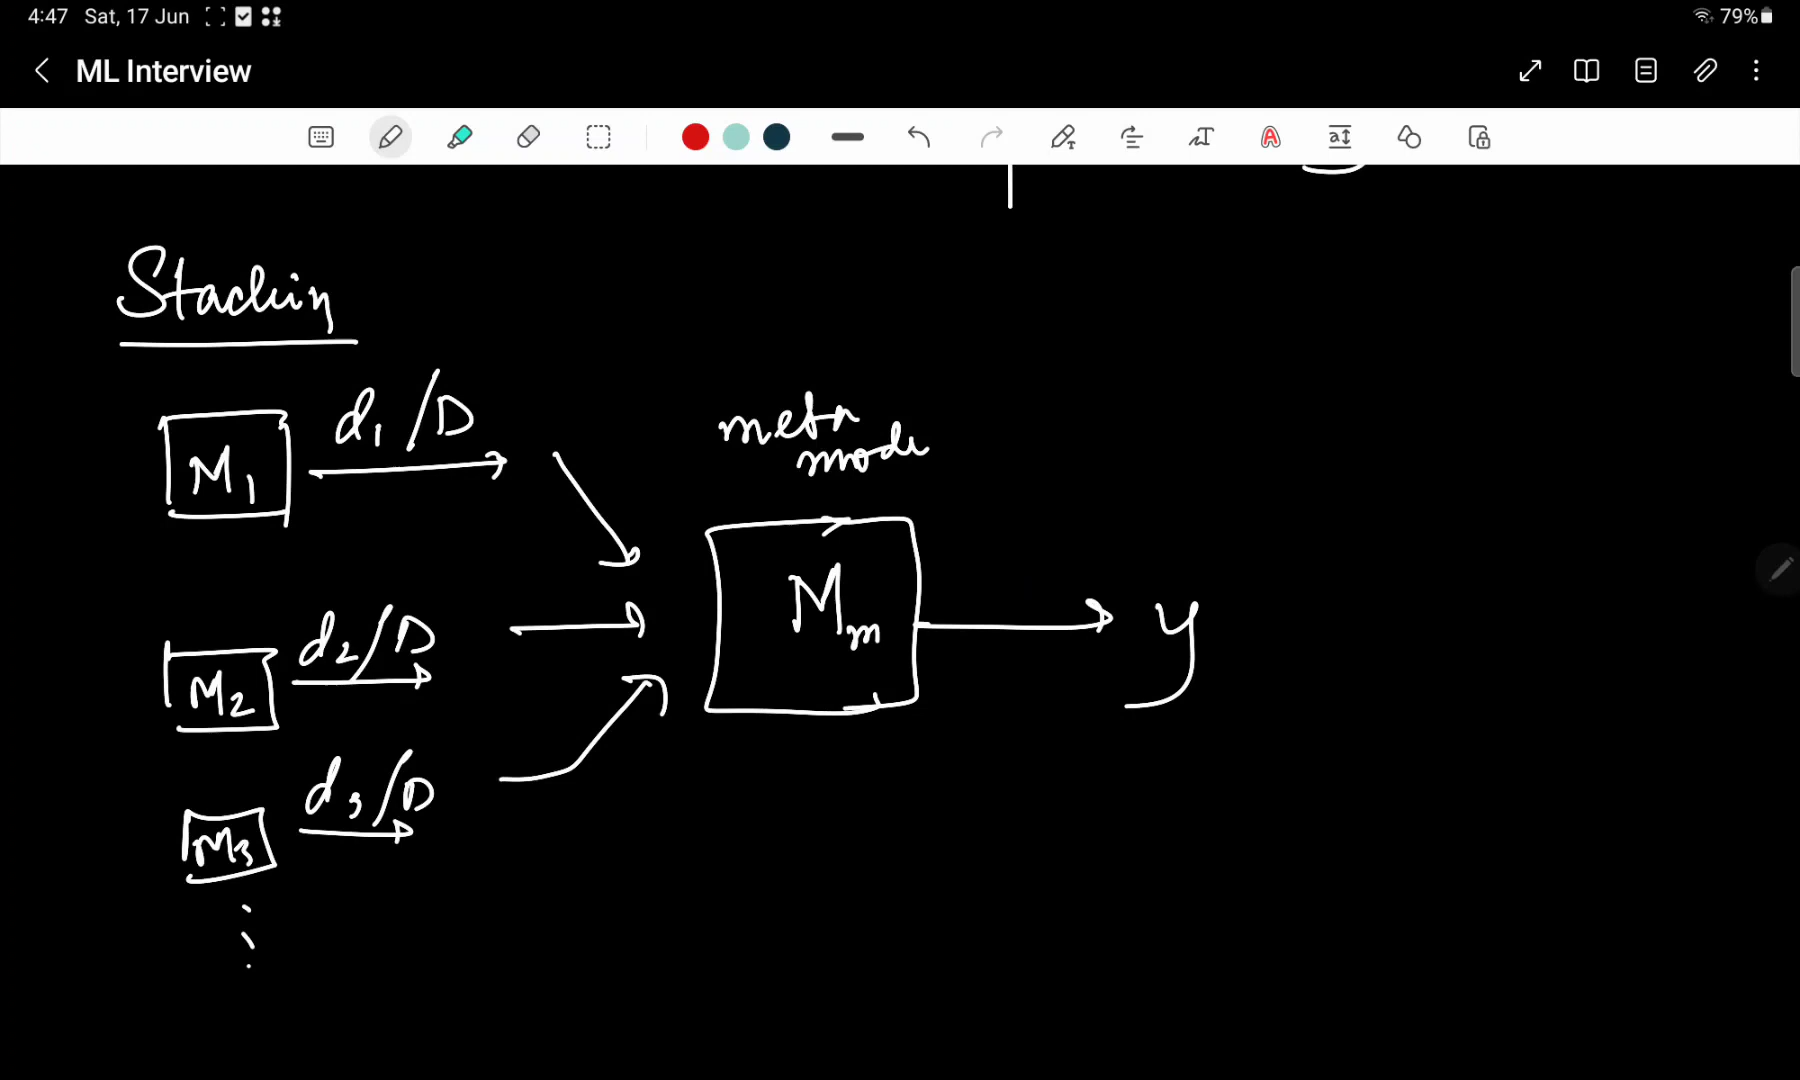 4:47 Sat, 17 Jun
79%
ML Interview
Stackin
M1
d1/D
meta
mode
Mm
y
M2
d2/D
M3
d3/D